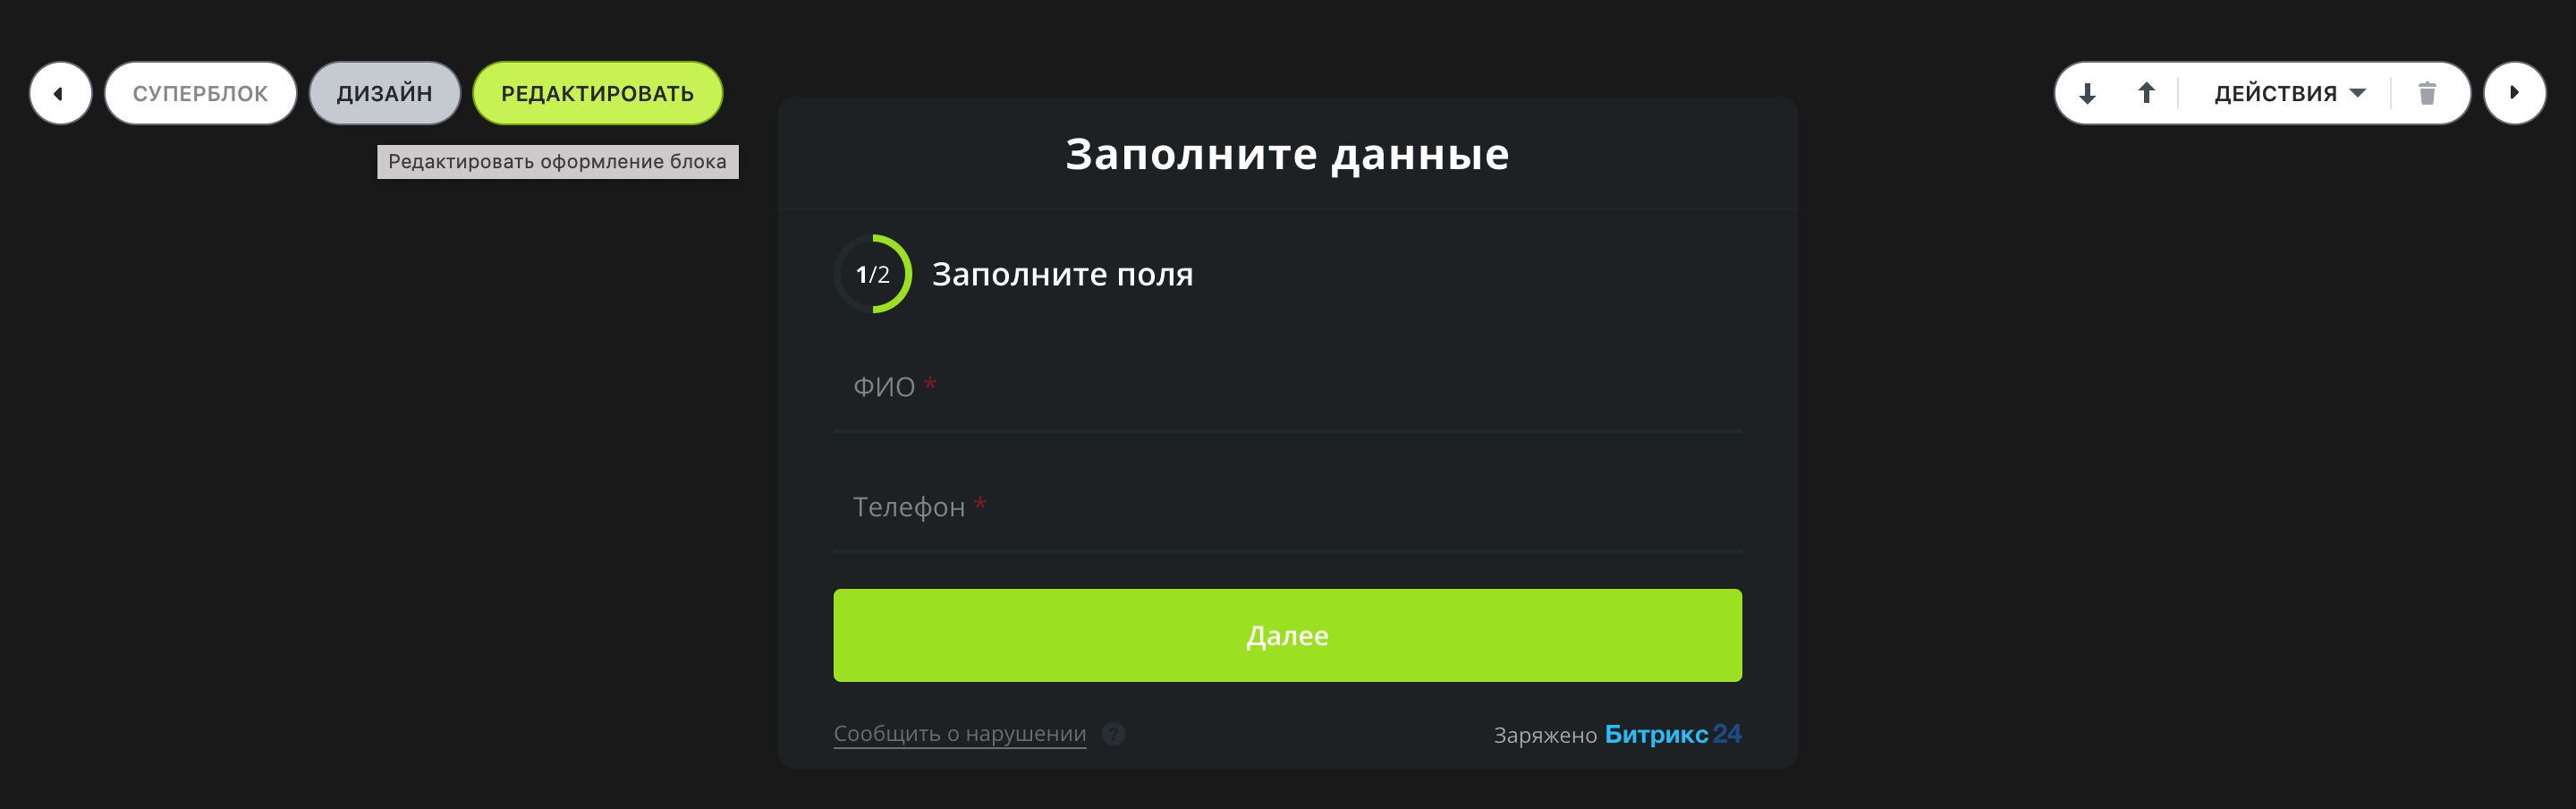 СУПЕРБЛОК ДИЗАЙН РЕДАКТИРОВАТЬ ДЕЙСТВИЯ
Редактировать оформление блока
Заполните данные
1/2 Заполните поля
ФИО *
Телефон *
Далее
Сообщить о нарушении ? Заряжено Битрикс24